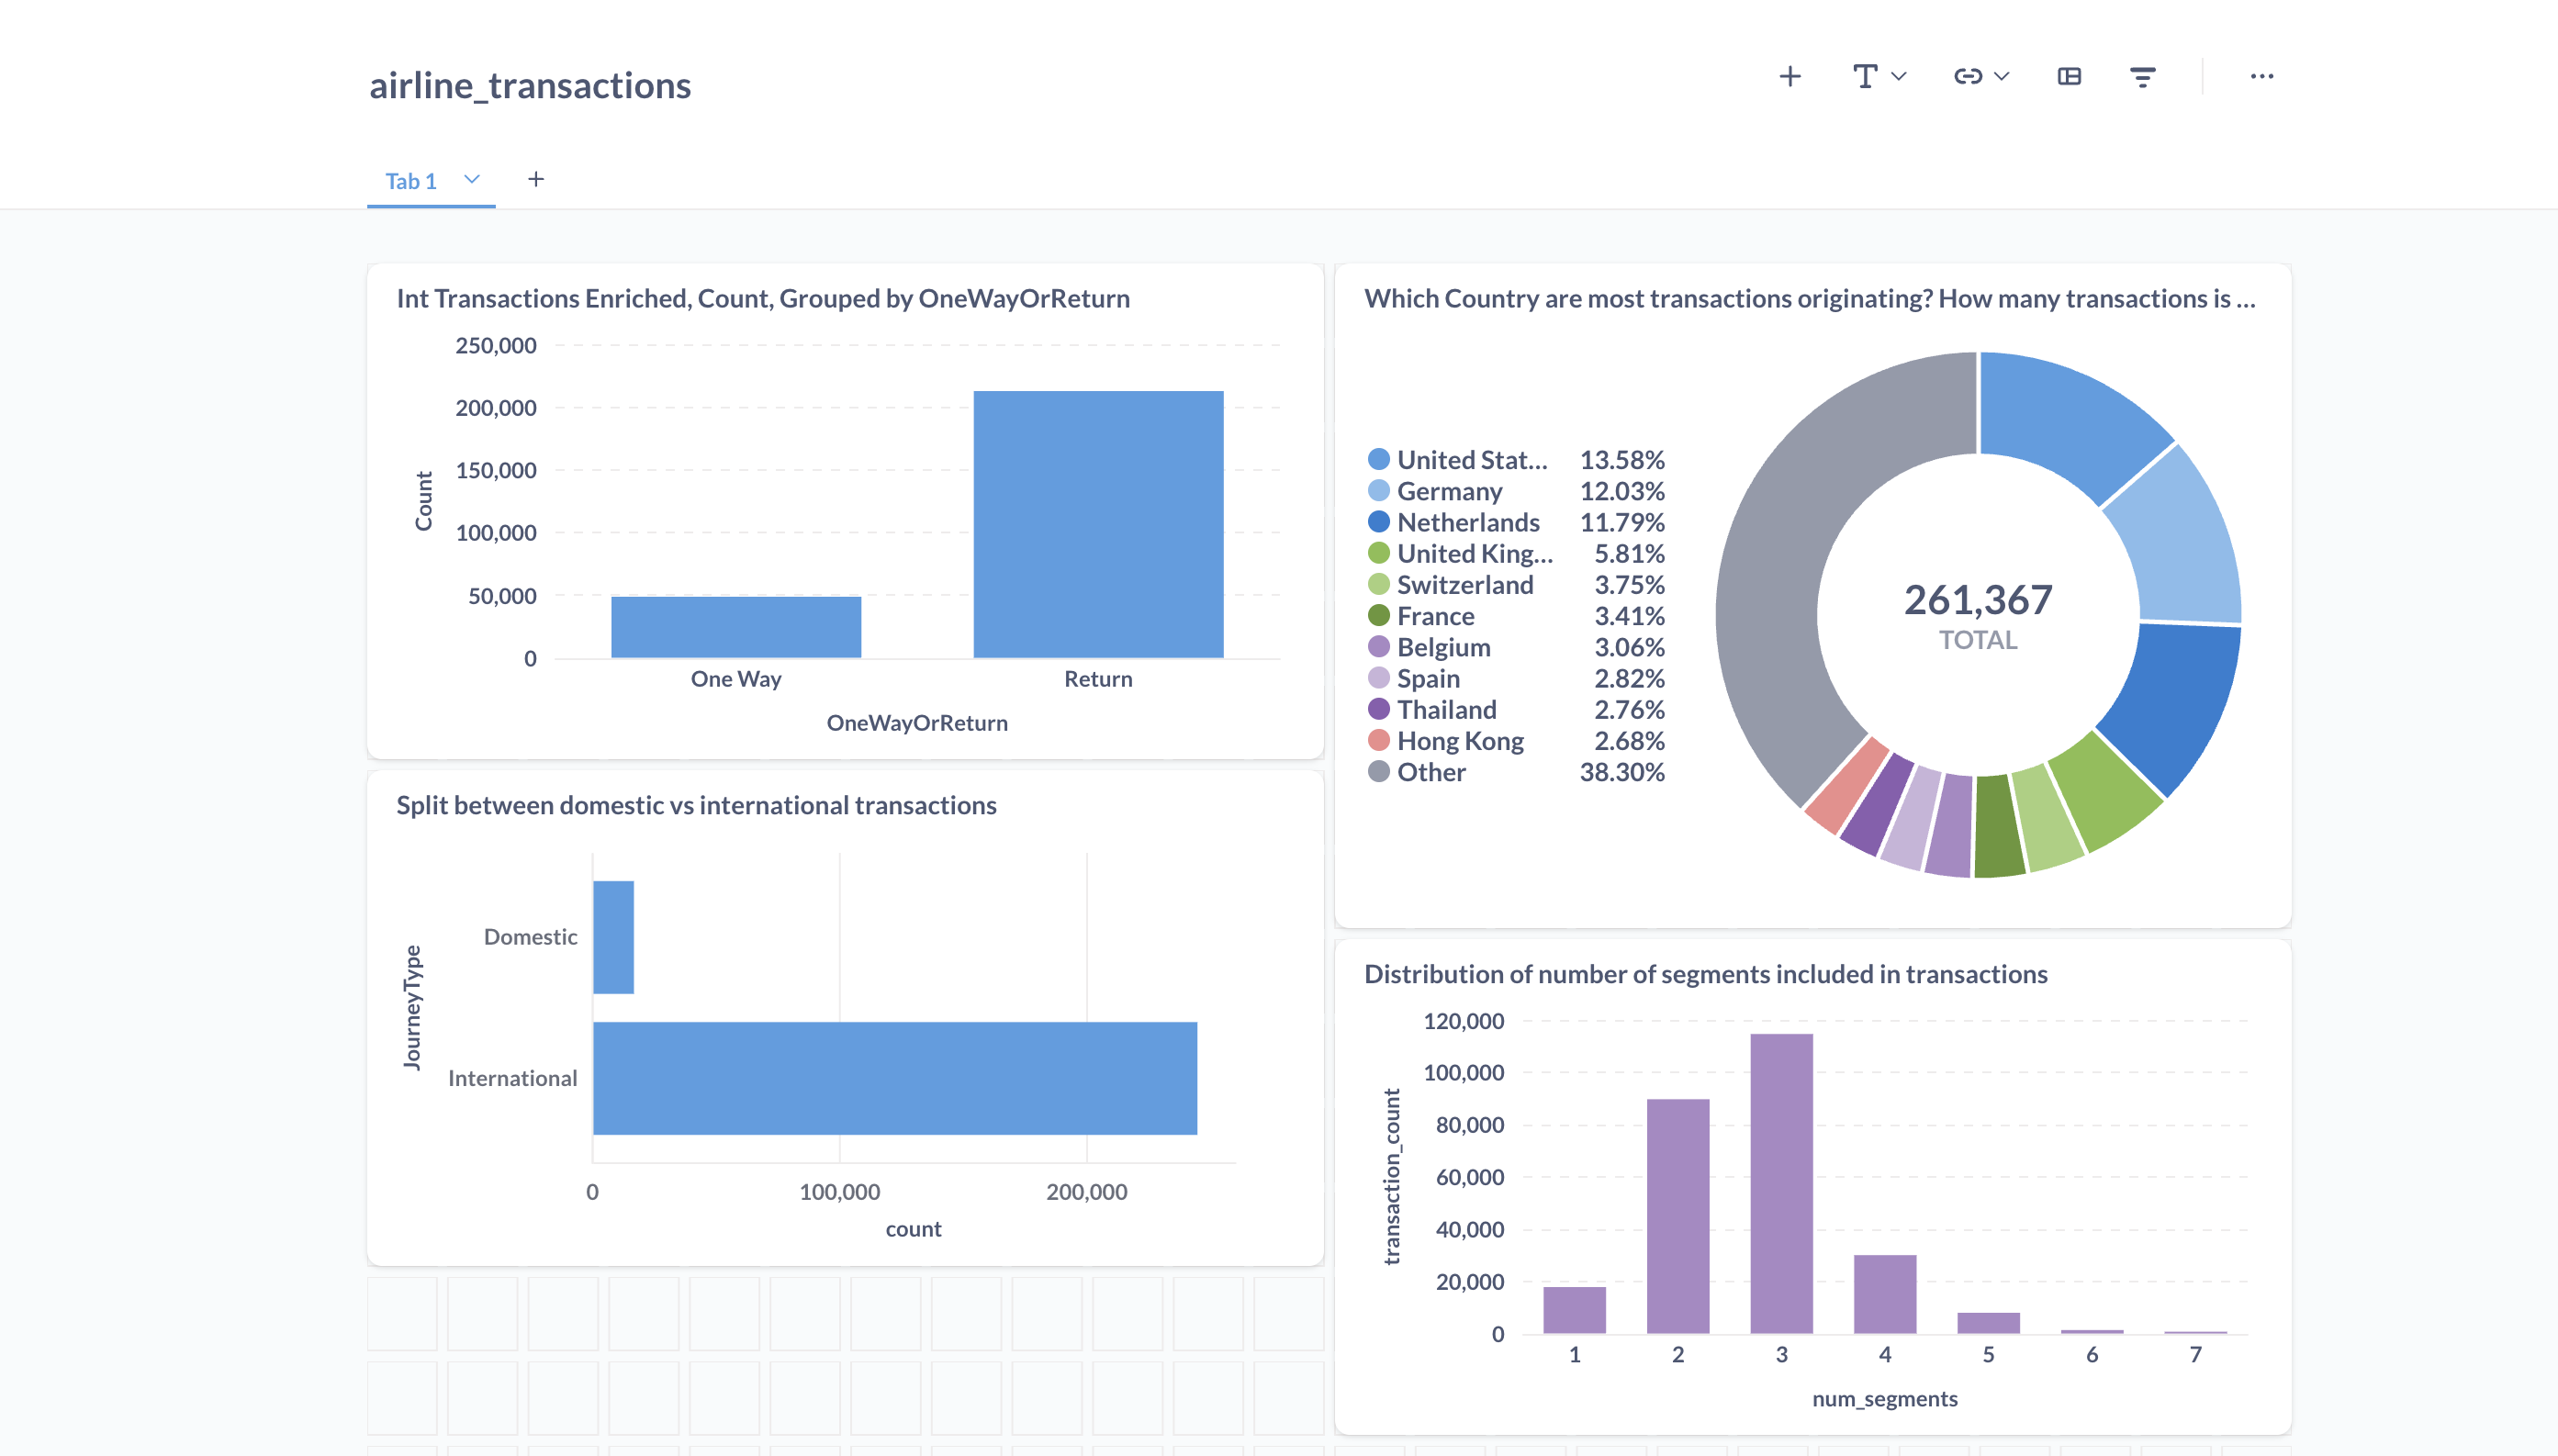 airline_transactions
Tab 1
Int Transactions Enriched, Count, Grouped by OneWayOrReturn
250,000
200,000
150,000
100,000
50,000
0
Count
One Way
Return
OneWayOrReturn
Which Country are most transactions originating? How many transactions is ...
United Stat... 13.58%
Germany 12.03%
Netherlands 11.79%
United King... 5.81%
Switzerland 3.75%
France 3.41%
Belgium 3.06%
Spain 2.82%
Thailand 2.76%
Hong Kong 2.68%
Other 38.30%
261,367
TOTAL
Split between domestic vs international transactions
JourneyType
Domestic
International
0 100,000 200,000
count
Distribution of number of segments included in transactions
120,000
100,000
80,000
60,000
40,000
20,000
0
transaction_count
1 2 3 4 5 6 7
num_segments